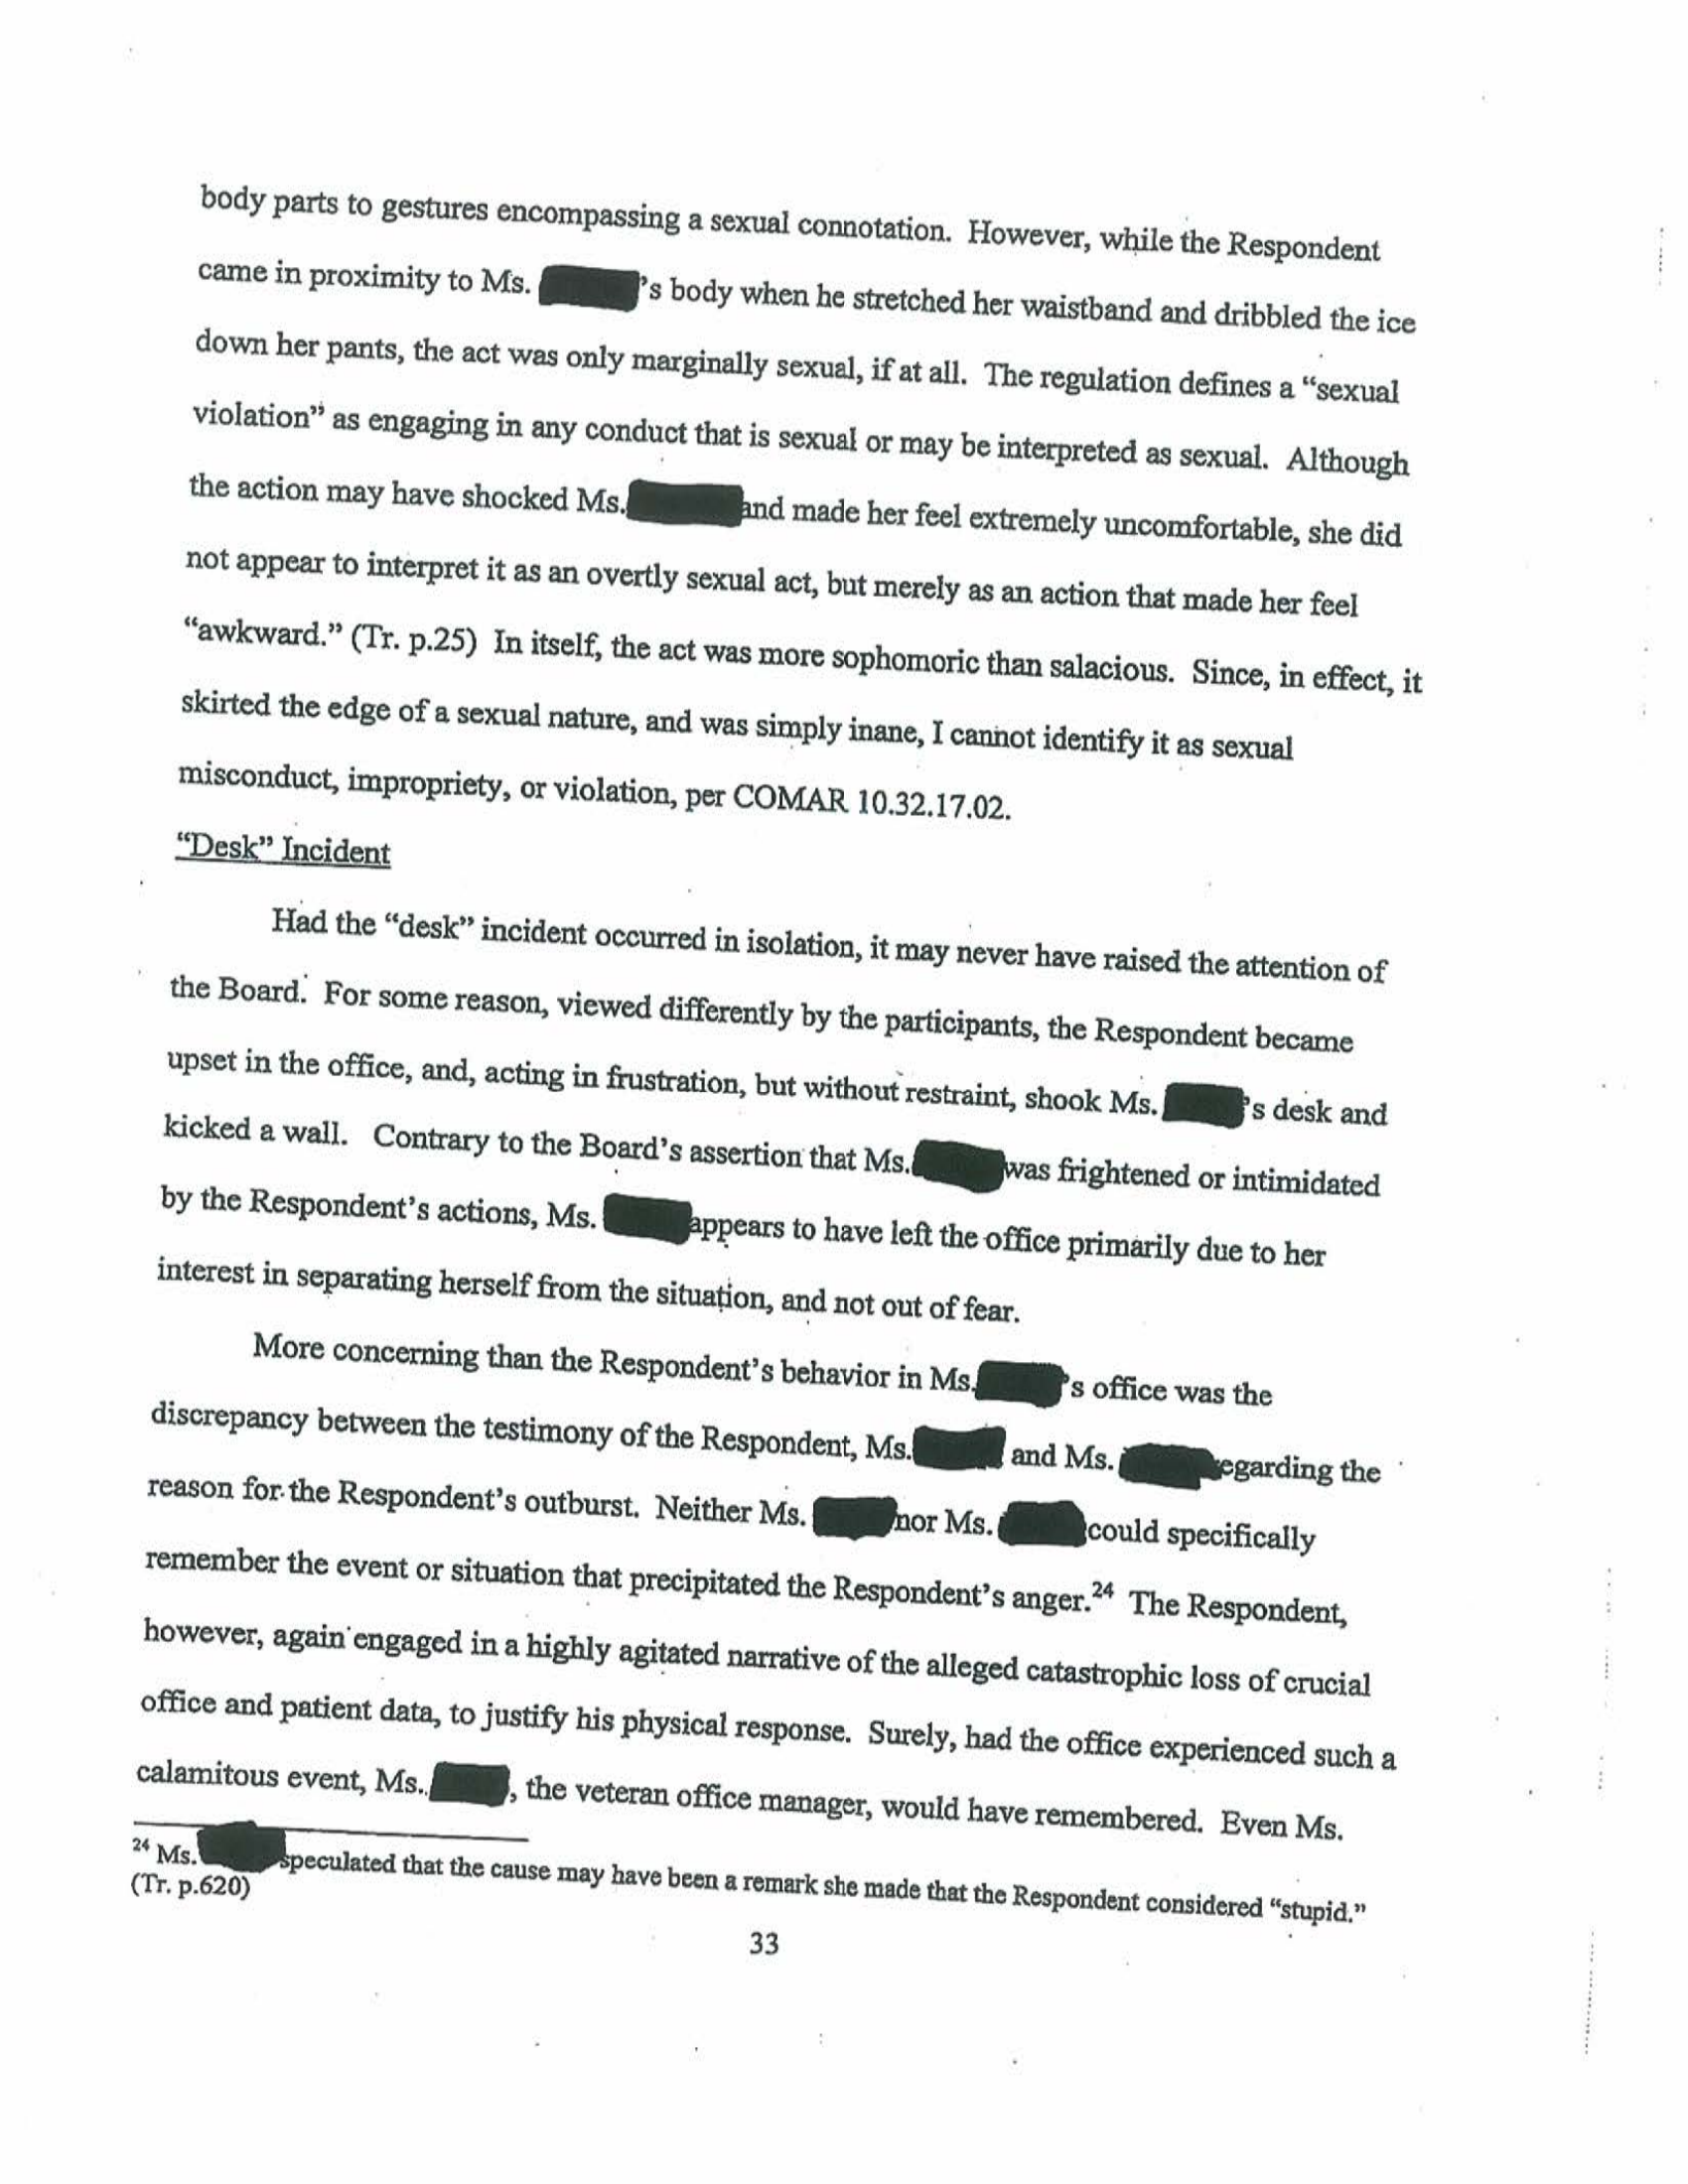 body parts to gestures encompassing a sexual connotation. However, while the Respondent
came in proximity to Ms. 's body when he stretched her waistband and dribbled the ice
down her pants, the act was only marginally sexual, if at all. The regulation defines a “sexual
violation” as engaging in any conduct that is sexual or may be interpreted as sexual. Although
the action may have shocked Ms. and made her feel extremely uncomfortable, she did
not appear to interpret it as an overtly sexual act, but merely as an action that made her feel
“awkward.” (Tr. p.25) In itself, the act was more sophomoric than salacious. Since, in effect, it
skirted the edge of a sexual nature, and was simply inane, I cannot identify it as sexual
misconduct, impropriety, or violation, per COMAR 10.32.17.02.
“Desk” Incident
Had the “desk” incident occurred in isolation, it may never have raised the attention of
the Board. For some reason, viewed differently by the participants, the Respondent became
upset in the office, and, acting in frustration, but without restraint, shook Ms. 's desk and
kicked a wall. Contrary to the Board's assertion that Ms. was frightened or intimidated
by the Respondent's actions, Ms. appears to have left the office primarily due to her
interest in separating herself from the situation, and not out of fear.
More concerning than the Respondent's behavior in Ms. 's office was the
discrepancy between the testimony of the Respondent, Ms. and Ms. regarding the
reason for the Respondent's outburst. Neither Ms. nor Ms. could specifically
remember the event or situation that precipitated the Respondent's anger.24 The Respondent,
however, again engaged in a highly agitated narrative of the alleged catastrophic loss of crucial
office and patient data, to justify his physical response. Surely, had the office experienced such a
calamitous event, Ms. , the veteran office manager, would have remembered. Even Ms.
24 Ms. speculated that the cause may have been a remark she made that the Respondent considered “stupid.”
(Tr. p.620)
33